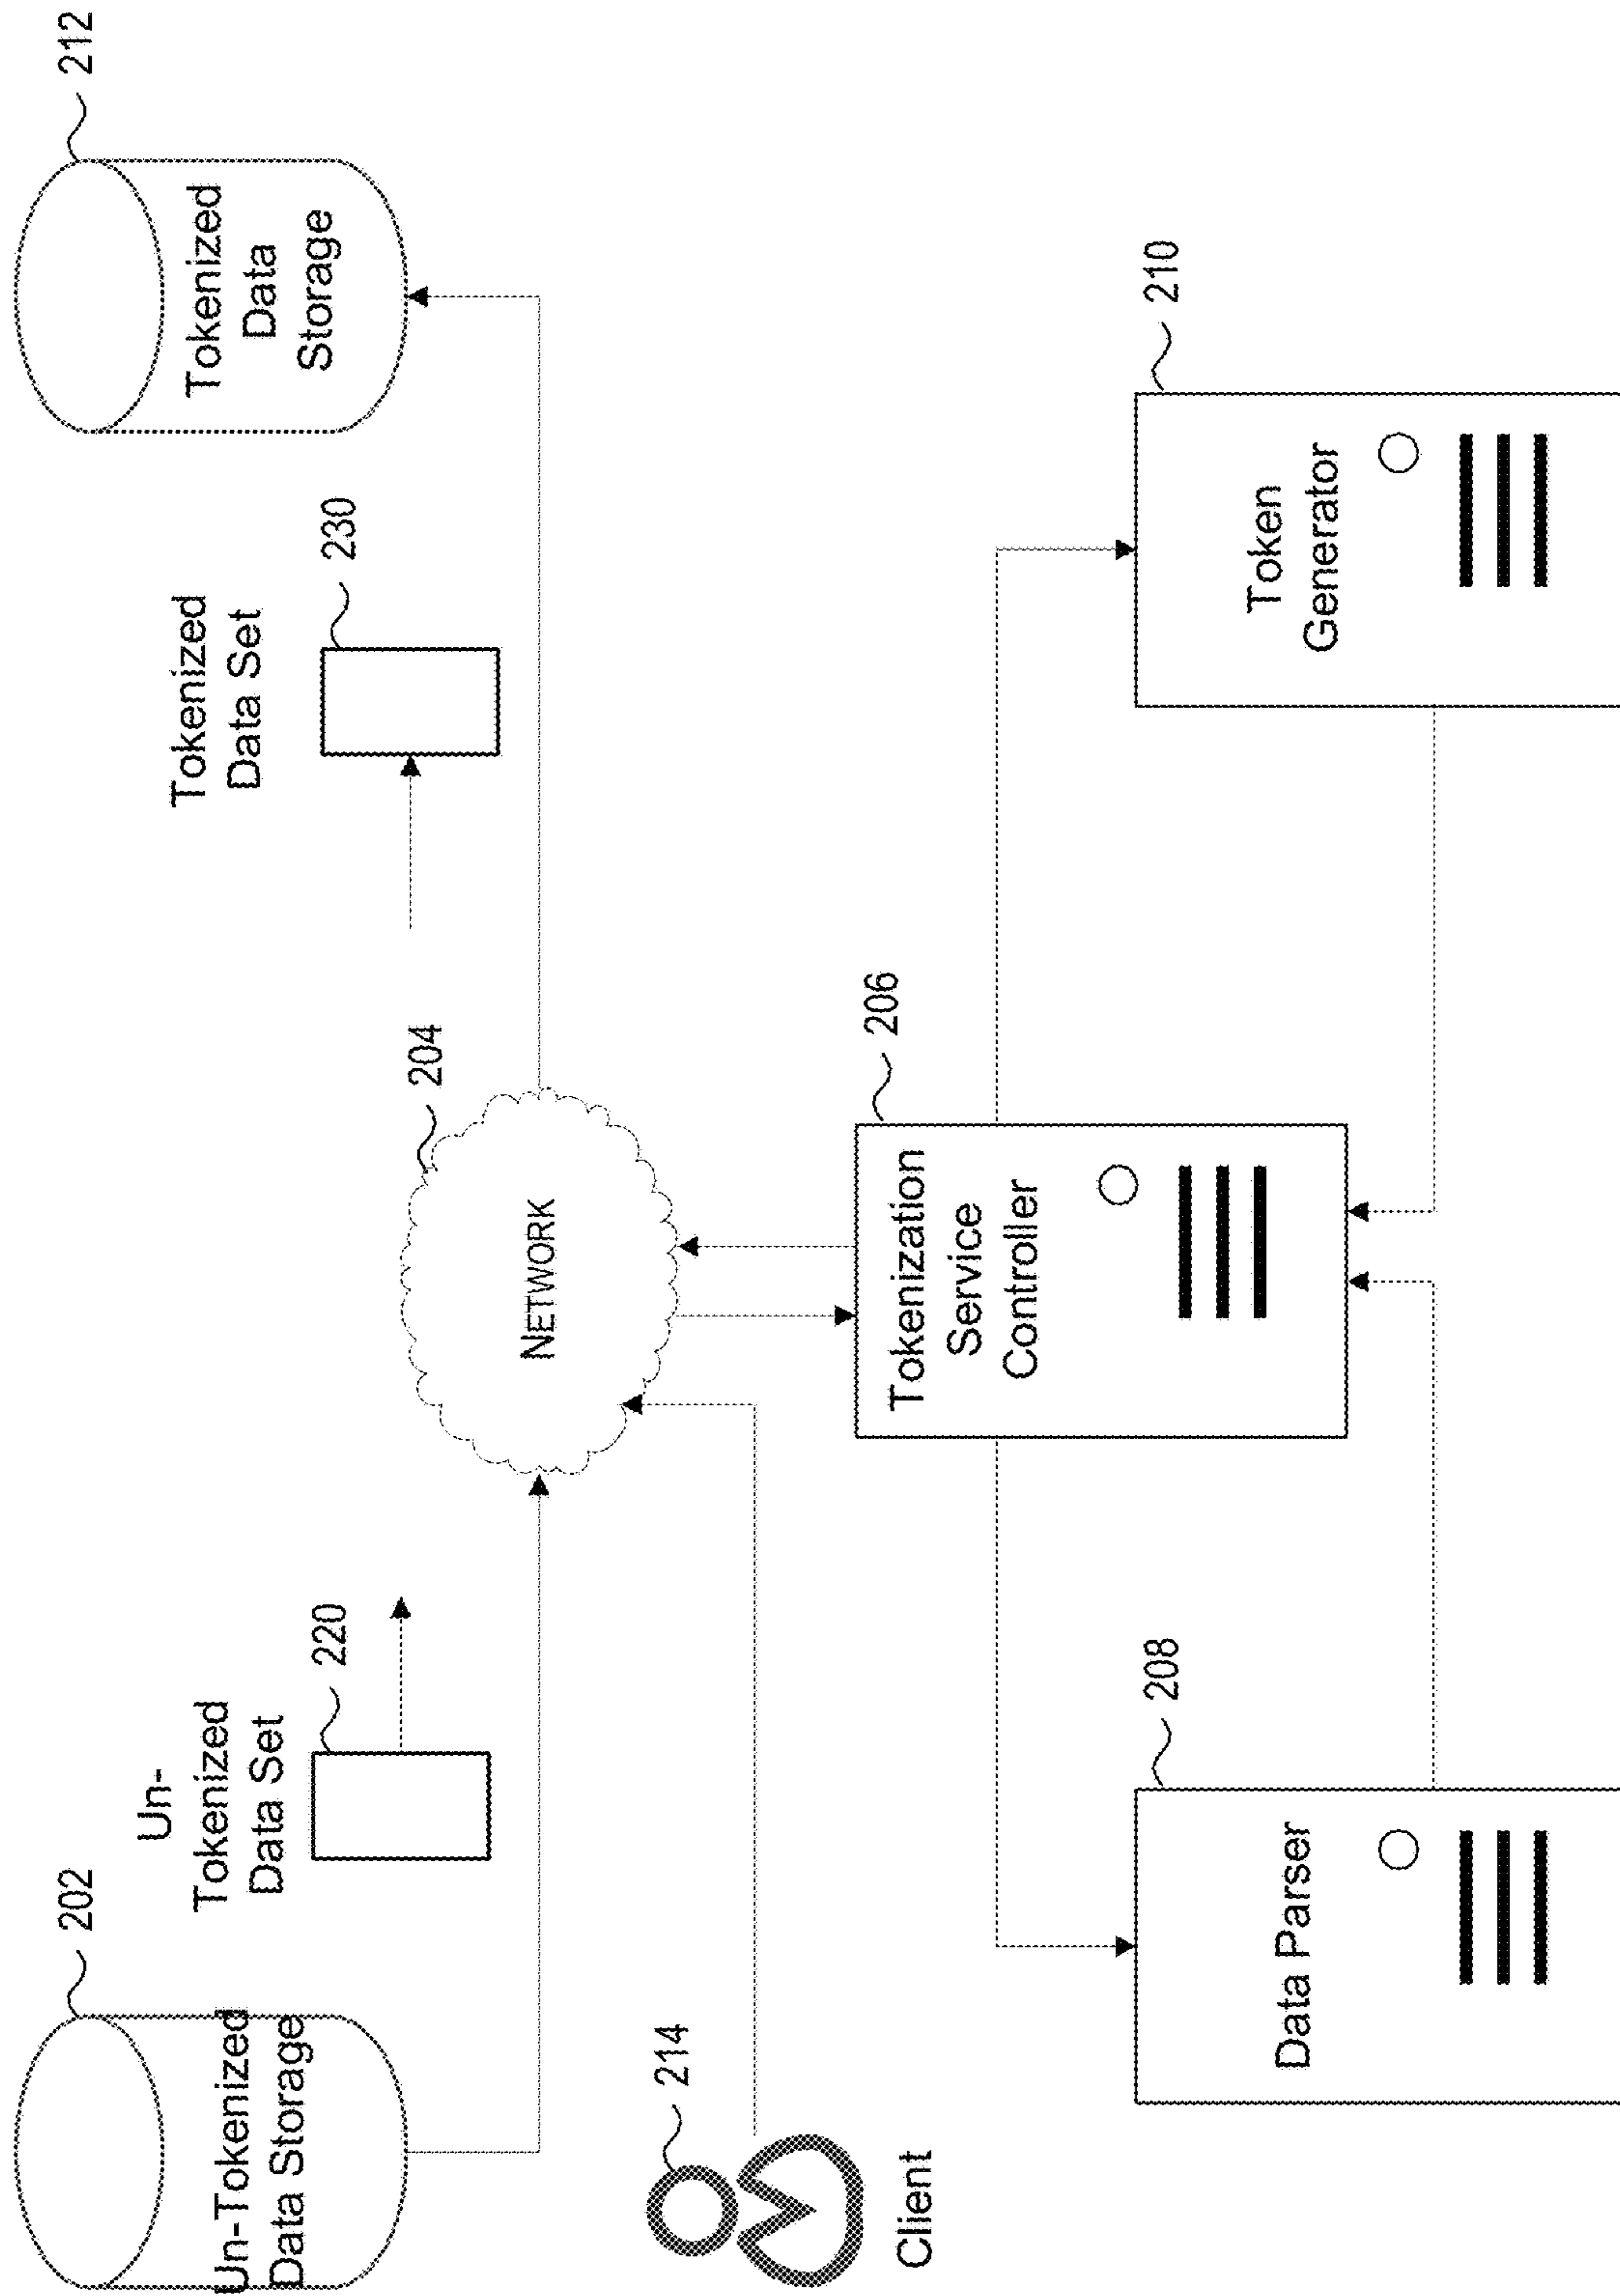 202
Un-Tokenized
Data Storage
Un-
Tokenized
Data Set
220
204
NETWORK
Tokenized
Data Set
230
212
Tokenized
Data
Storage
214
Client
206
Tokenization
Service
Controller
208
Data Parser
210
Token
Generator